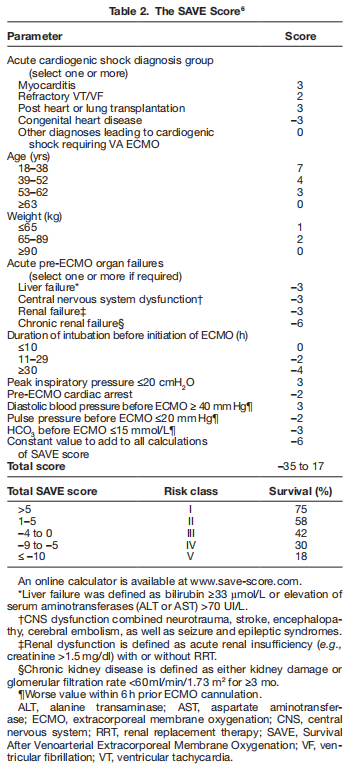 Table 2. The SAVE Score6
Parameter Score
Acute cardiogenic shock diagnosis group
(select one or more)
Myocarditis 3
Refractory VT/VF 2
Post heart or lung transplantation 3
Congenital heart disease –3
Other diagnoses leading to cardiogenic 0
shock requiring VA ECMO
Age (yrs)
18–38 7
39–52 4
53–62 3
≥63 0
Weight (kg)
≤65 1
65–89 2
≥90 0
Acute pre-ECMO organ failures
(select one or more if required)
Liver failure* –3
Central nervous system dysfunction† –3
Renal failure‡ –3
Chronic renal failure§ –6
Duration of intubation before initiation of ECMO (h)
≤10 0
11–29 –2
≥30 –4
Peak inspiratory pressure ≤20 cmH2O 3
Pre-ECMO cardiac arrest –2
Diastolic blood pressure before ECMO ≥ 40 mm Hg¶ 3
Pulse pressure before ECMO ≤20 mm Hg¶ –2
HCO3 before ECMO ≤15 mmol/L¶ –3
Constant value to add to all calculations –6
of SAVE score
Total score –35 to 17
Total SAVE score Risk class Survival (%)
>5 I 75
1–5 II 58
–4 to 0 III 42
–9 to –5 IV 30
≤ –10 V 18
An online calculator is available at www.save-score.com.
*Liver failure was defined as bilirubin ≥33 μmol/L or elevation of
serum aminotransferases (ALT or AST) >70 UI/L.
†CNS dysfunction combined neurotrauma, stroke, encephalopa-
thy, cerebral embolism, as well as seizure and epileptic syndromes.
‡Renal dysfunction is defined as acute renal insufficiency (e.g.,
creatinine >1.5 mg/dl) with or without RRT.
§Chronic kidney disease is defined as either kidney damage or
glomerular filtration rate <60 ml/min/1.73 m2 for ≥3 mo.
¶Worse value within 6 h prior ECMO cannulation.
ALT, alanine transaminase; AST, aspartate aminotransfer-
ase; ECMO, extracorporeal membrane oxygenation; CNS, central
nervous system; RRT, renal replacement therapy; SAVE, Survival
After Venoarterial Extracorporeal Membrane Oxygenation; VF, ven-
tricular fibrillation; VT, ventricular tachycardia.